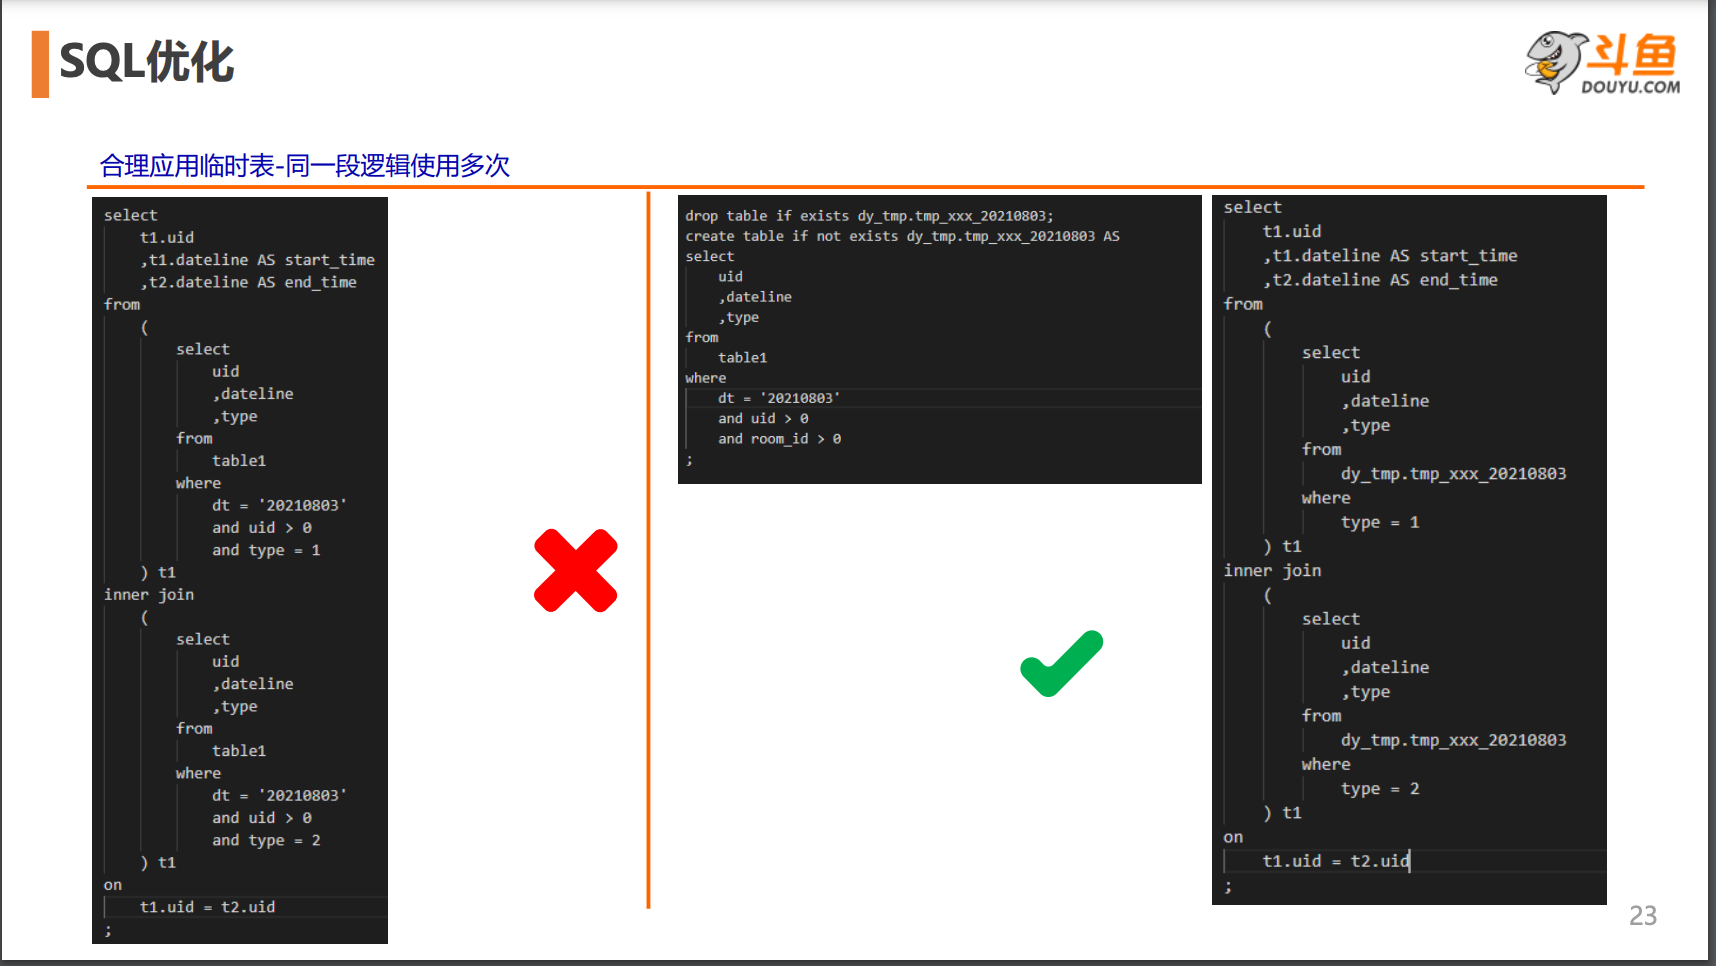 SQL优化
斗鱼
DOUYU.COM
合理应用临时表-同一段逻辑使用多次
select
t1.uid
,t1.dateline AS start_time
,t2.dateline AS end_time
from
(
select
uid
,dateline
,type
from
table1
where
dt = '20210803'
and uid > 0
and type = 1
) t1
inner join
(
select
uid
,dateline
,type
from
table1
where
dt = '20210803'
and uid > 0
and type = 2
) t1
on
t1.uid = t2.uid
;
drop table if exists dy_tmp.tmp_xxx_20210803;
create table if not exists dy_tmp.tmp_xxx_20210803 AS
select
uid
,dateline
,type
from
table1
where
dt = '20210803'
and uid > 0
and room_id > 0
;
select
t1.uid
,t1.dateline AS start_time
,t2.dateline AS end_time
from
(
select
uid
,dateline
,type
from
dy_tmp.tmp_xxx_20210803
where
type = 1
) t1
inner join
(
select
uid
,dateline
,type
from
dy_tmp.tmp_xxx_20210803
where
type = 2
) t1
on
t1.uid = t2.uid
;
23